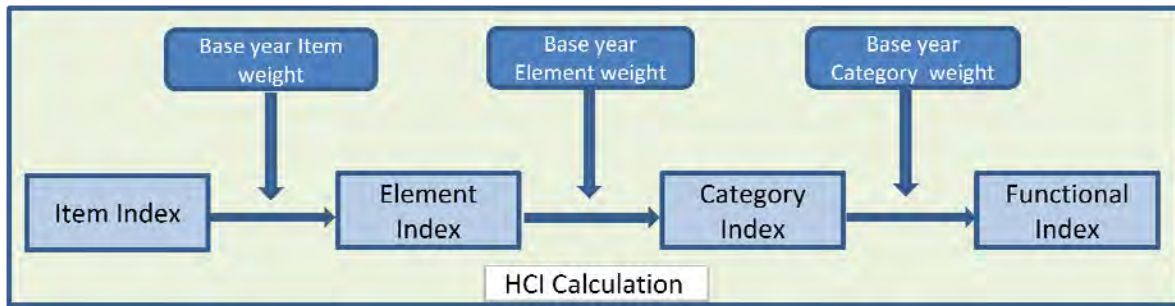 Base year Item
weight
Base year
Element weight
Base year
Category weight
Item Index
Element
Index
Category
Index
Functional
Index
HCI Calculation